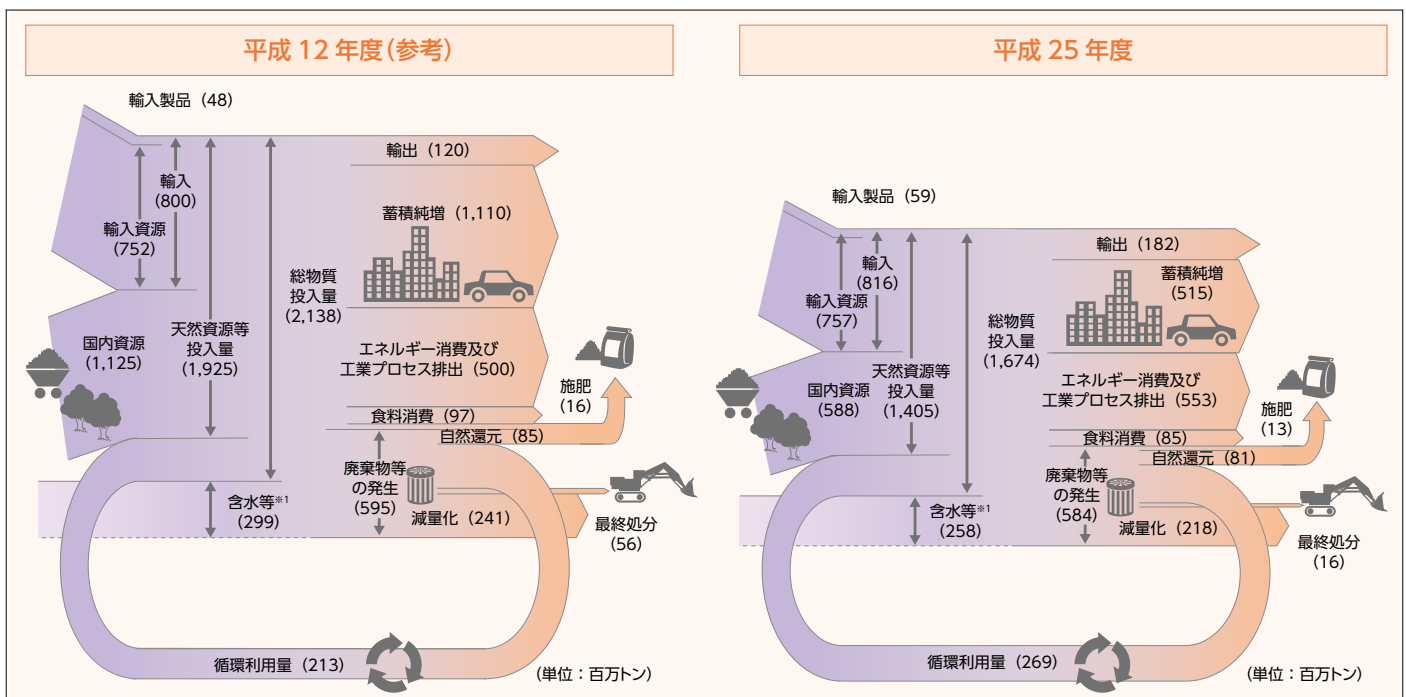 平成 12 年度(参考)
輸入製品 (48)
輸出 (120)
輸入
(800)
輸入資源
(752)
蓄積純増 (1,110)
総物質
投入量
(2,138)
国内資源
(1,125)
天然資源等
投入量
(1,925)
エネルギー消費及び
工業プロセス排出 (500)
施肥
(16)
食料消費 (97)
自然還元 (85)
廃棄物等
の発生
(595)
含水等※1
(299)
減量化 (241)
最終処分
(56)
循環利用量 (213)
(単位:百万トン)
平成 25 年度
輸入製品 (59)
輸出 (182)
輸入
(816)
輸入資源
(757)
蓄積純増
(515)
総物質
投入量
(1,674)
国内資源
(588)
天然資源等
投入量
(1,405)
エネルギー消費及び
工業プロセス排出 (553)
施肥
(13)
食料消費 (85)
自然還元 (81)
廃棄物等
の発生
(584)
含水等※1
(258)
減量化 (218)
最終処分
(16)
循環利用量 (269)
(単位:百万トン)